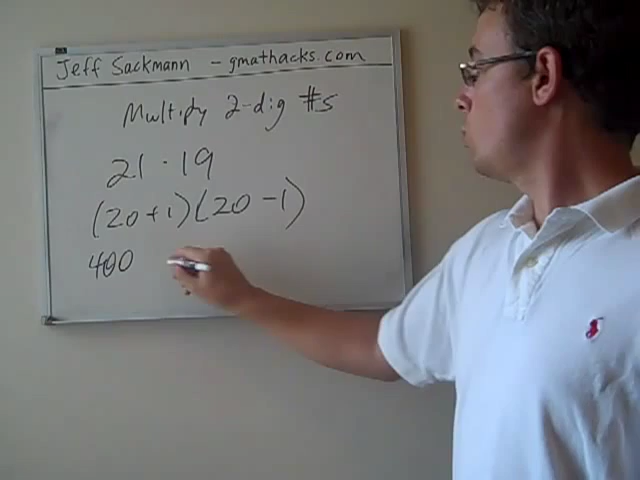 Jeff Sackmann - gmathacks.com
Multiply 2-dig #s
21 · 19
(20 + 1)(20 - 1)
400